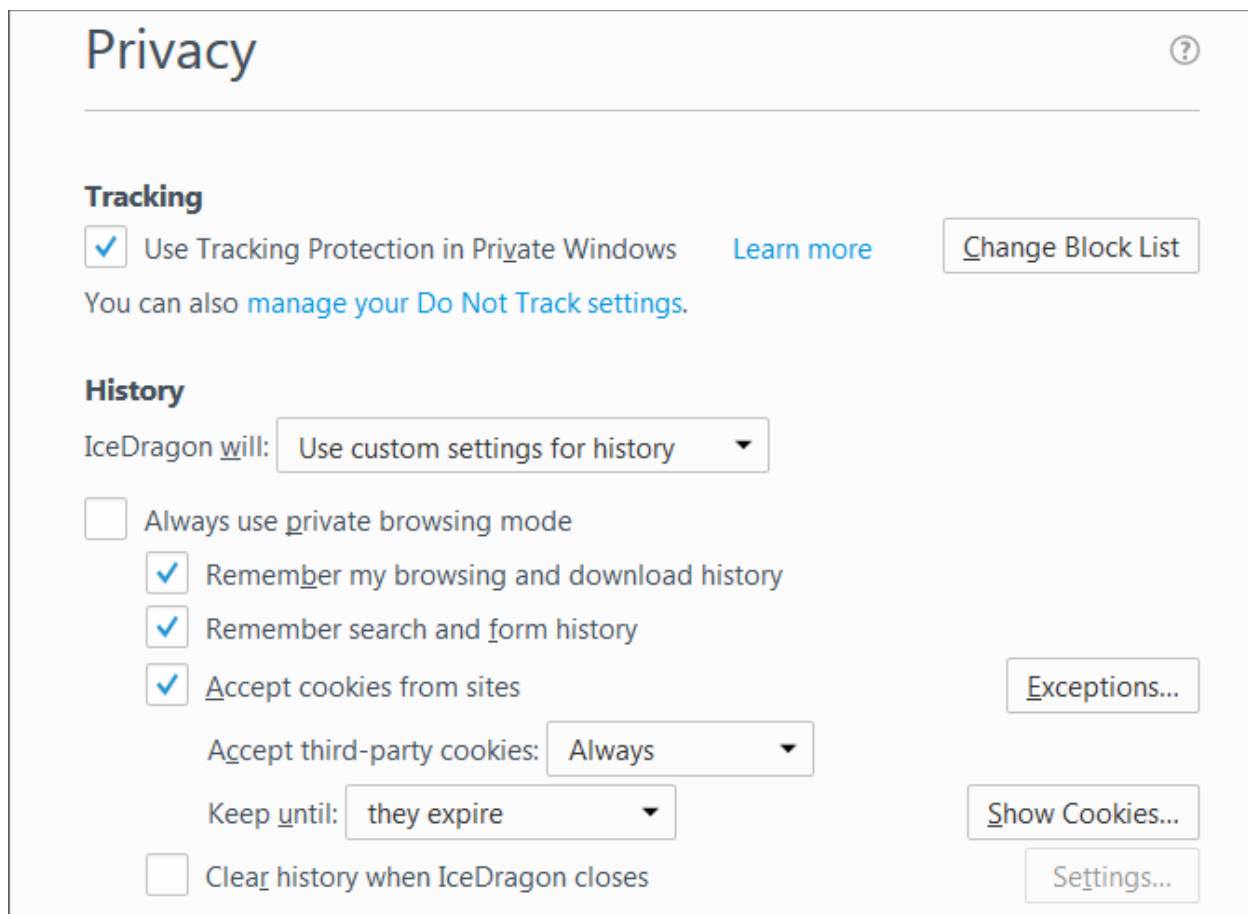 Privacy
?
Tracking
Use Tracking Protection in Private Windows Learn more Change Block List
You can also manage your Do Not Track settings.
History
IceDragon will: Use custom settings for history
Always use private browsing mode
Remember my browsing and download history
Remember search and form history
Accept cookies from sites Exceptions...
Accept third-party cookies: Always
Keep until: they expire Show Cookies...
Clear history when IceDragon closes Settings...